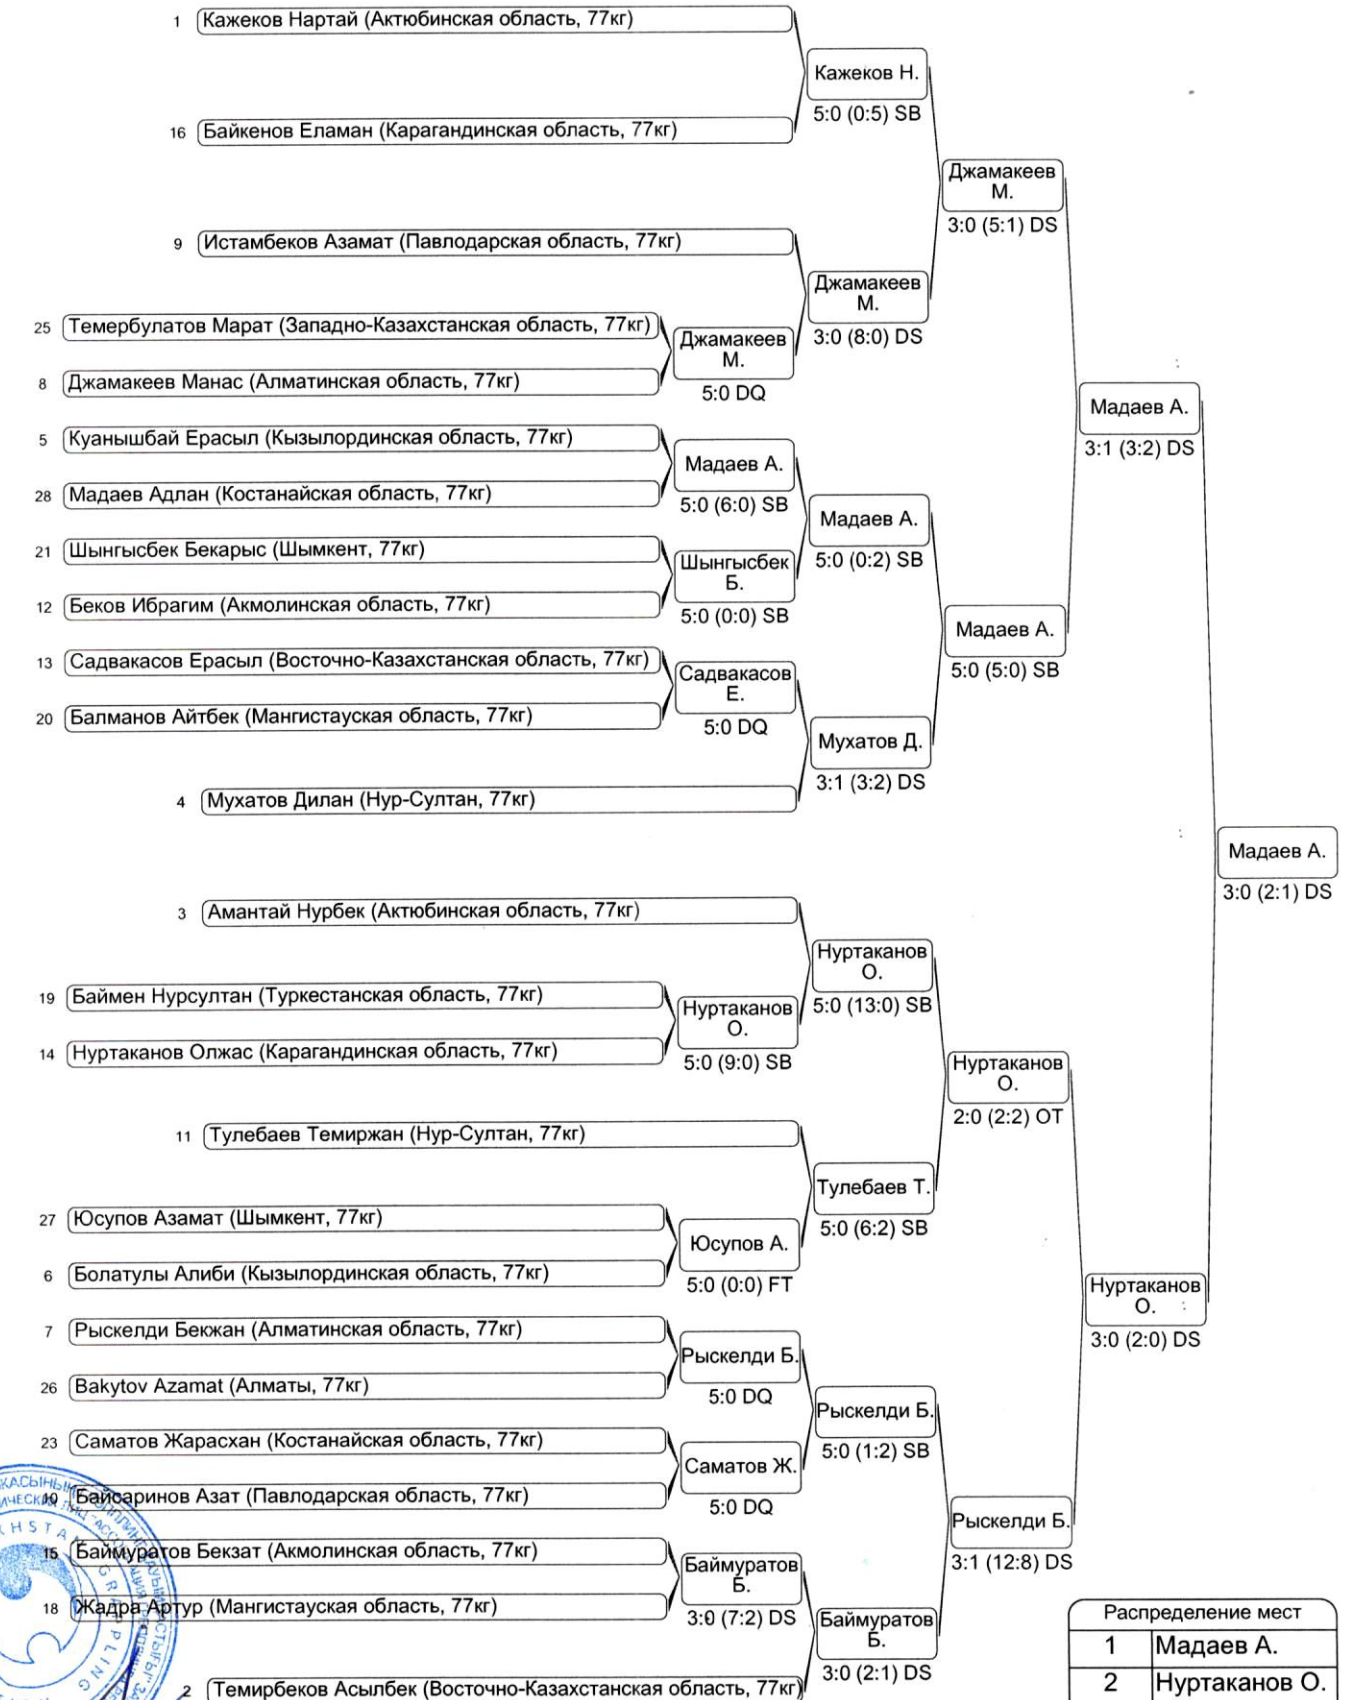 1 Кажеков Нартай (Актюбинская область, 77кг)
Кажеков Н.
5:0 (0:5) SB
16 Байкенов Еламан (Карагандинская область, 77кг)
Джамакеев
М.
3:0 (5:1) DS
9 Истамбеков Азамат (Павлодарская область, 77кг)
Джамакеев
М.
3:0 (8:0) DS
25 Темербулатов Марат (Западно-Казахстанская область, 77кг)
Джамакеев
М.
5:0 DQ
8 Джамакеев Манас (Алматинская область, 77кг)
Мадаев А.
3:1 (3:2) DS
5 Куанышбай Ерасыл (Кызылординская область, 77кг)
Мадаев А.
5:0 (6:0) SB
28 Мадаев Адлан (Костанайская область, 77кг)
Мадаев А.
5:0 (0:2) SB
21 Шынгысбек Бекарыс (Шымкент, 77кг)
Шынгысбек
Б.
5:0 (0:0) SB
12 Беков Ибрагим (Акмолинская область, 77кг)
Мадаев А.
5:0 (5:0) SB
13 Садвакасов Ерасыл (Восточно-Казахстанская область, 77кг)
Садвакасов
Е.
5:0 DQ
20 Балманов Айтбек (Мангистауская область, 77кг)
Мухатов Д.
3:1 (3:2) DS
4 Мухатов Дилан (Нур-Султан, 77кг)
Мадаев А.
3:0 (2:1) DS
3 Амантай Нурбек (Актюбинская область, 77кг)
Нуртаканов
О.
5:0 (13:0) SB
19 Баймен Нурсултан (Туркестанская область, 77кг)
Нуртаканов
О.
5:0 (9:0) SB
14 Нуртаканов Олжас (Карагандинская область, 77кг)
Нуртаканов
О.
2:0 (2:2) OT
11 Тулебаев Темиржан (Нур-Султан, 77кг)
Тулебаев Т.
5:0 (6:2) SB
27 Юсупов Азамат (Шымкент, 77кг)
Юсупов А.
5:0 (0:0) FT
6 Болатулы Алиби (Кызылординская область, 77кг)
Нуртаканов
О.
3:0 (2:0) DS
7 Рыскелди Бекжан (Алматинская область, 77кг)
Рыскелди Б.
5:0 DQ
26 Bakytov Azamat (Алматы, 77кг)
Рыскелди Б.
5:0 (1:2) SB
23 Саматов Жарасхан (Костанайская область, 77кг)
Саматов Ж.
5:0 DQ
10 Байсаринов Азат (Павлодарская область, 77кг)
Рыскелди Б.
3:1 (12:8) DS
15 Баймуратов Бекзат (Акмолинская область, 77кг)
Баймуратов
Б.
3:0 (7:2) DS
18 Жадра Артур (Мангистауская область, 77кг)
Баймуратов
Б.
3:0 (2:1) DS
2 Темирбеков Асылбек (Восточно-Казахстанская область, 77кг)
Распределение мест
1 Мадаев А.
2 Нуртаканов О.
GRAPPLING